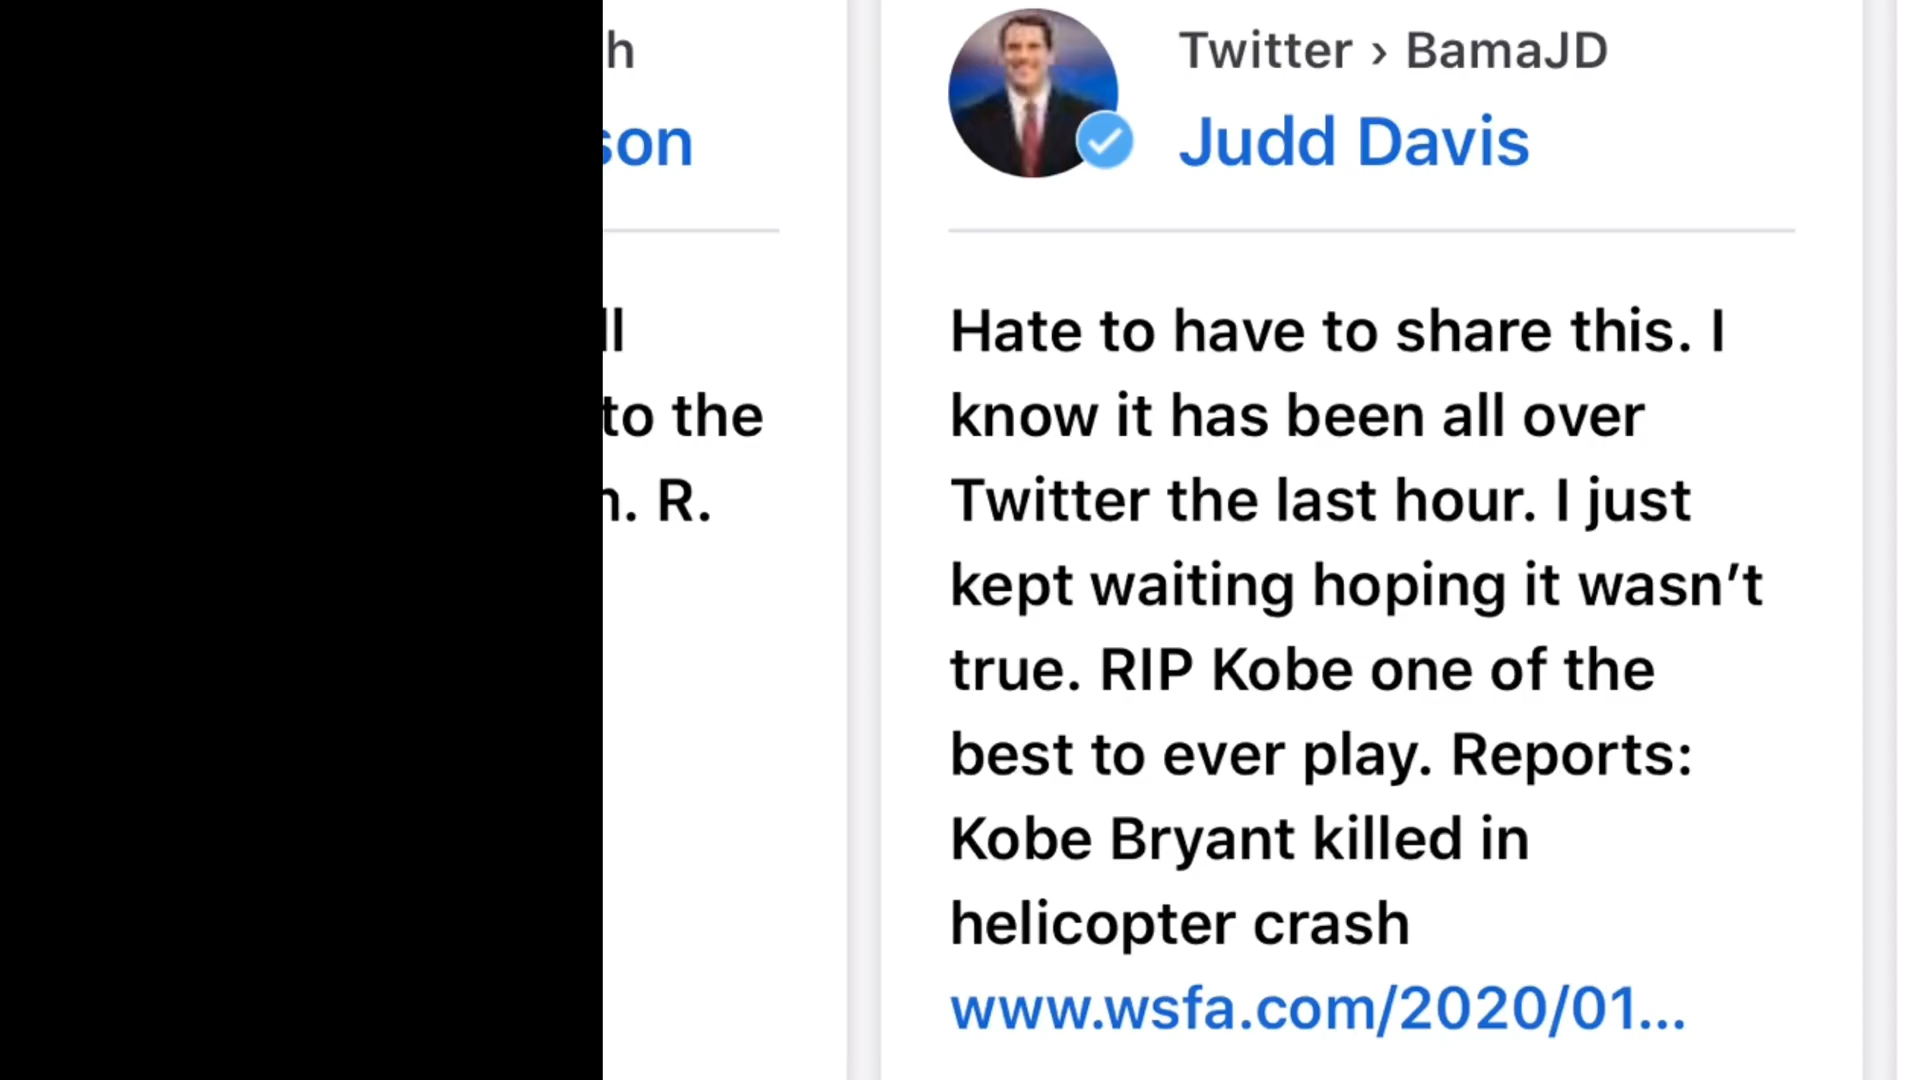 h
son
ll
to the
. R.
Twitter › BamaJD
Judd Davis
Hate to have to share this. I
know it has been all over
Twitter the last hour. I just
kept waiting hoping it wasn’t
true. RIP Kobe one of the
best to ever play. Reports:
Kobe Bryant killed in
helicopter crash
www.wsfa.com/2020/01...